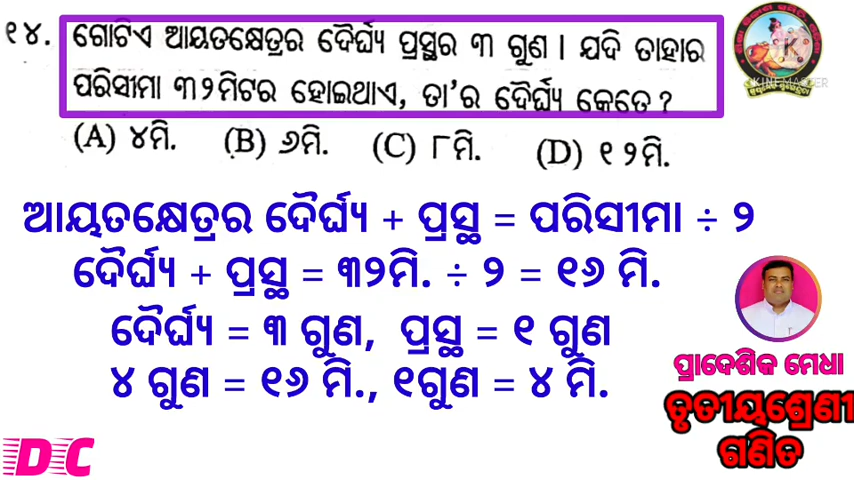 ୧୪. ଗୋଟିଏ ଆୟତକ୍ଷେତ୍ରର ଦୈର୍ଘ୍ୟ ପ୍ରସ୍ଥର ୩ ଗୁଣ । ଯଦି ତାହାର
ପରିସୀମା ୩୨ମିଟର ହୋଇଥାଏ, ତା'ର ଦୈର୍ଘ୍ୟ କେତେ ?
(A) ୪ମି. (B) ୬ମି. (C) ୮ମି. (D) ୧୨ମି.
ଆୟତକ୍ଷେତ୍ରର ଦୈର୍ଘ୍ୟ + ପ୍ରସ୍ଥ = ପରିସୀମା ÷ ୨
ଦୈର୍ଘ୍ୟ + ପ୍ରସ୍ଥ = ୩୨ମି. ÷ ୨ = ୧୬ ମି.
ଦୈର୍ଘ୍ୟ = ୩ ଗୁଣ, ପ୍ରସ୍ଥ = ୧ ଗୁଣ
୪ ଗୁଣ = ୧୬ ମି., ୧ଗୁଣ = ୪ ମି.
ପ୍ରାଦେଶିକ ମେଧା
ତୃତୀୟଶ୍ରେଣୀ
ଗଣିତ
DC
KINEMASTER